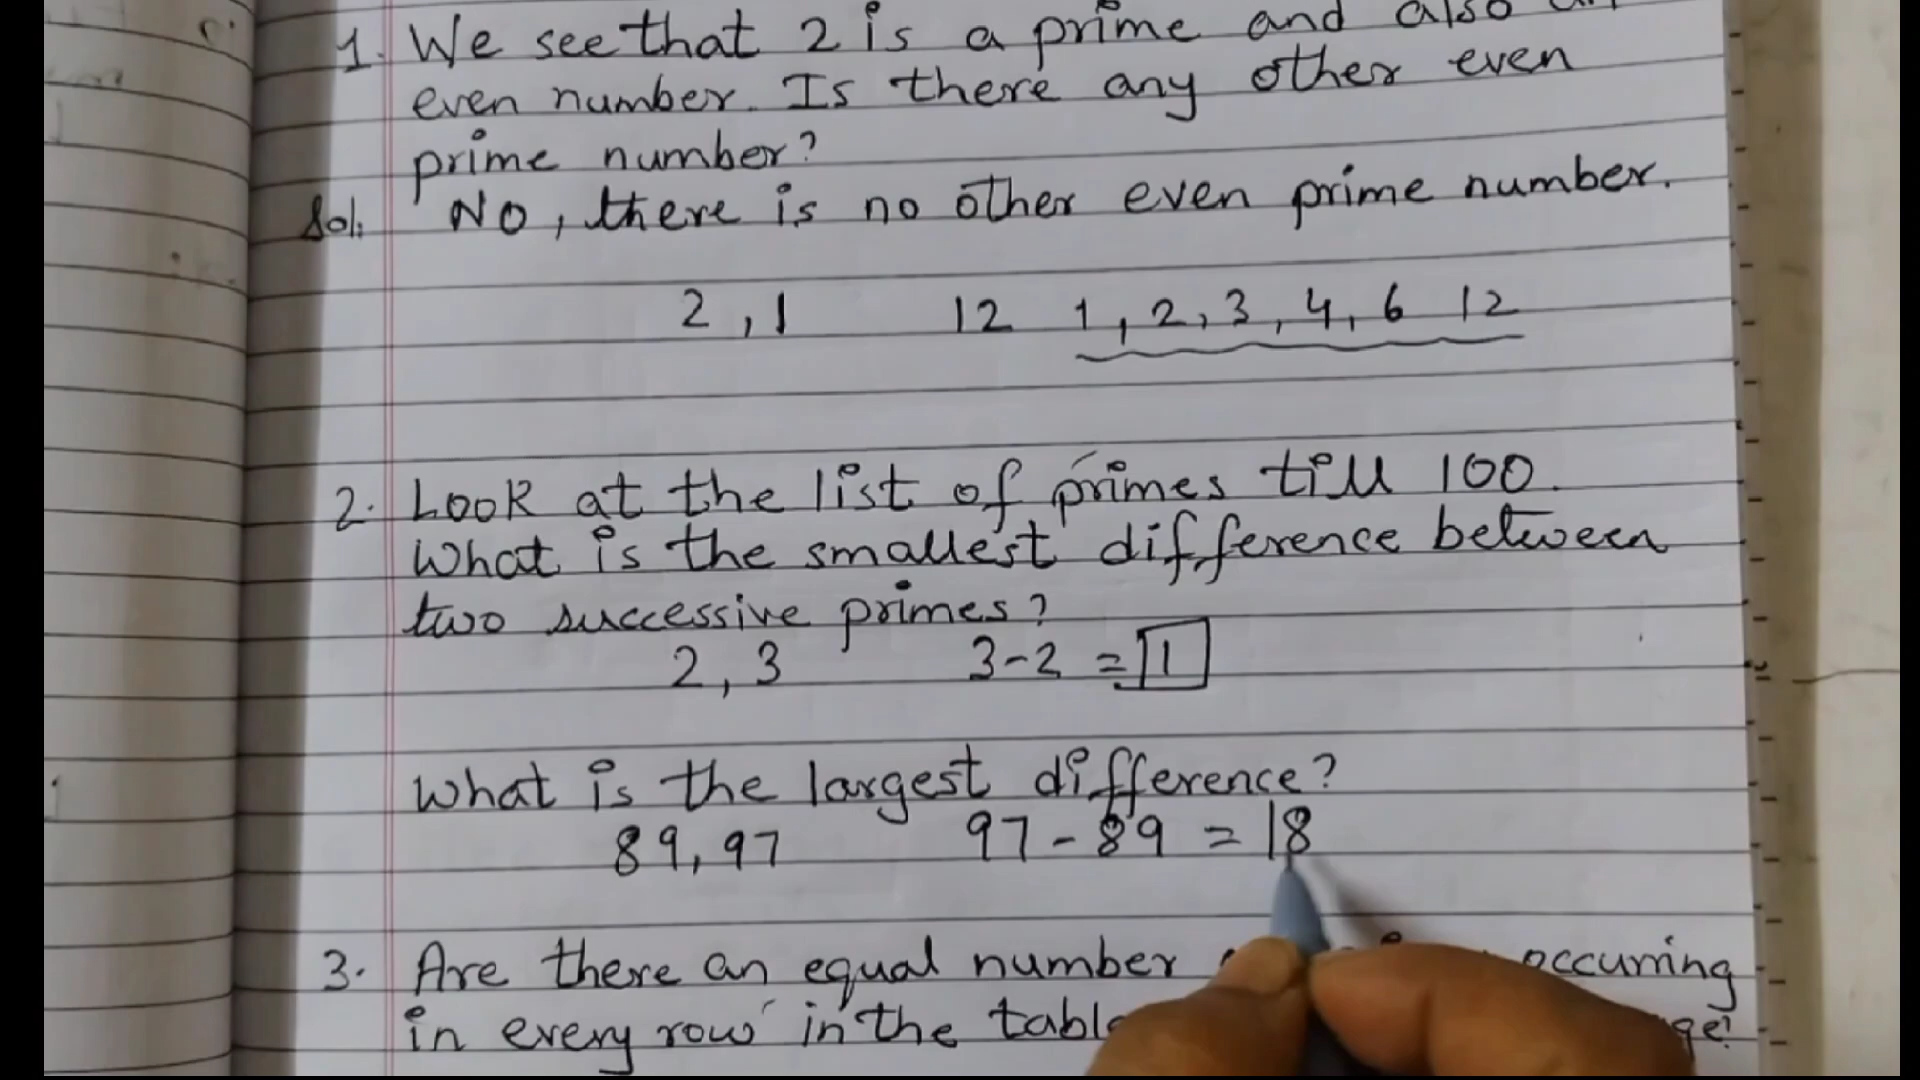 1. We see that 2 is a prime and also
even number. Is there any other even
prime number?
Sol: No, there is no other even prime number.
2, 1 12 1, 2, 3, 4, 6 12
2. Look at the list of primes till 100.
What is the smallest difference between
two successive primes?
2, 3 3-2 = 1
What is the largest difference?
89, 97 97 - 89 = 18
3. Are there an equal number occurring
in every row in the